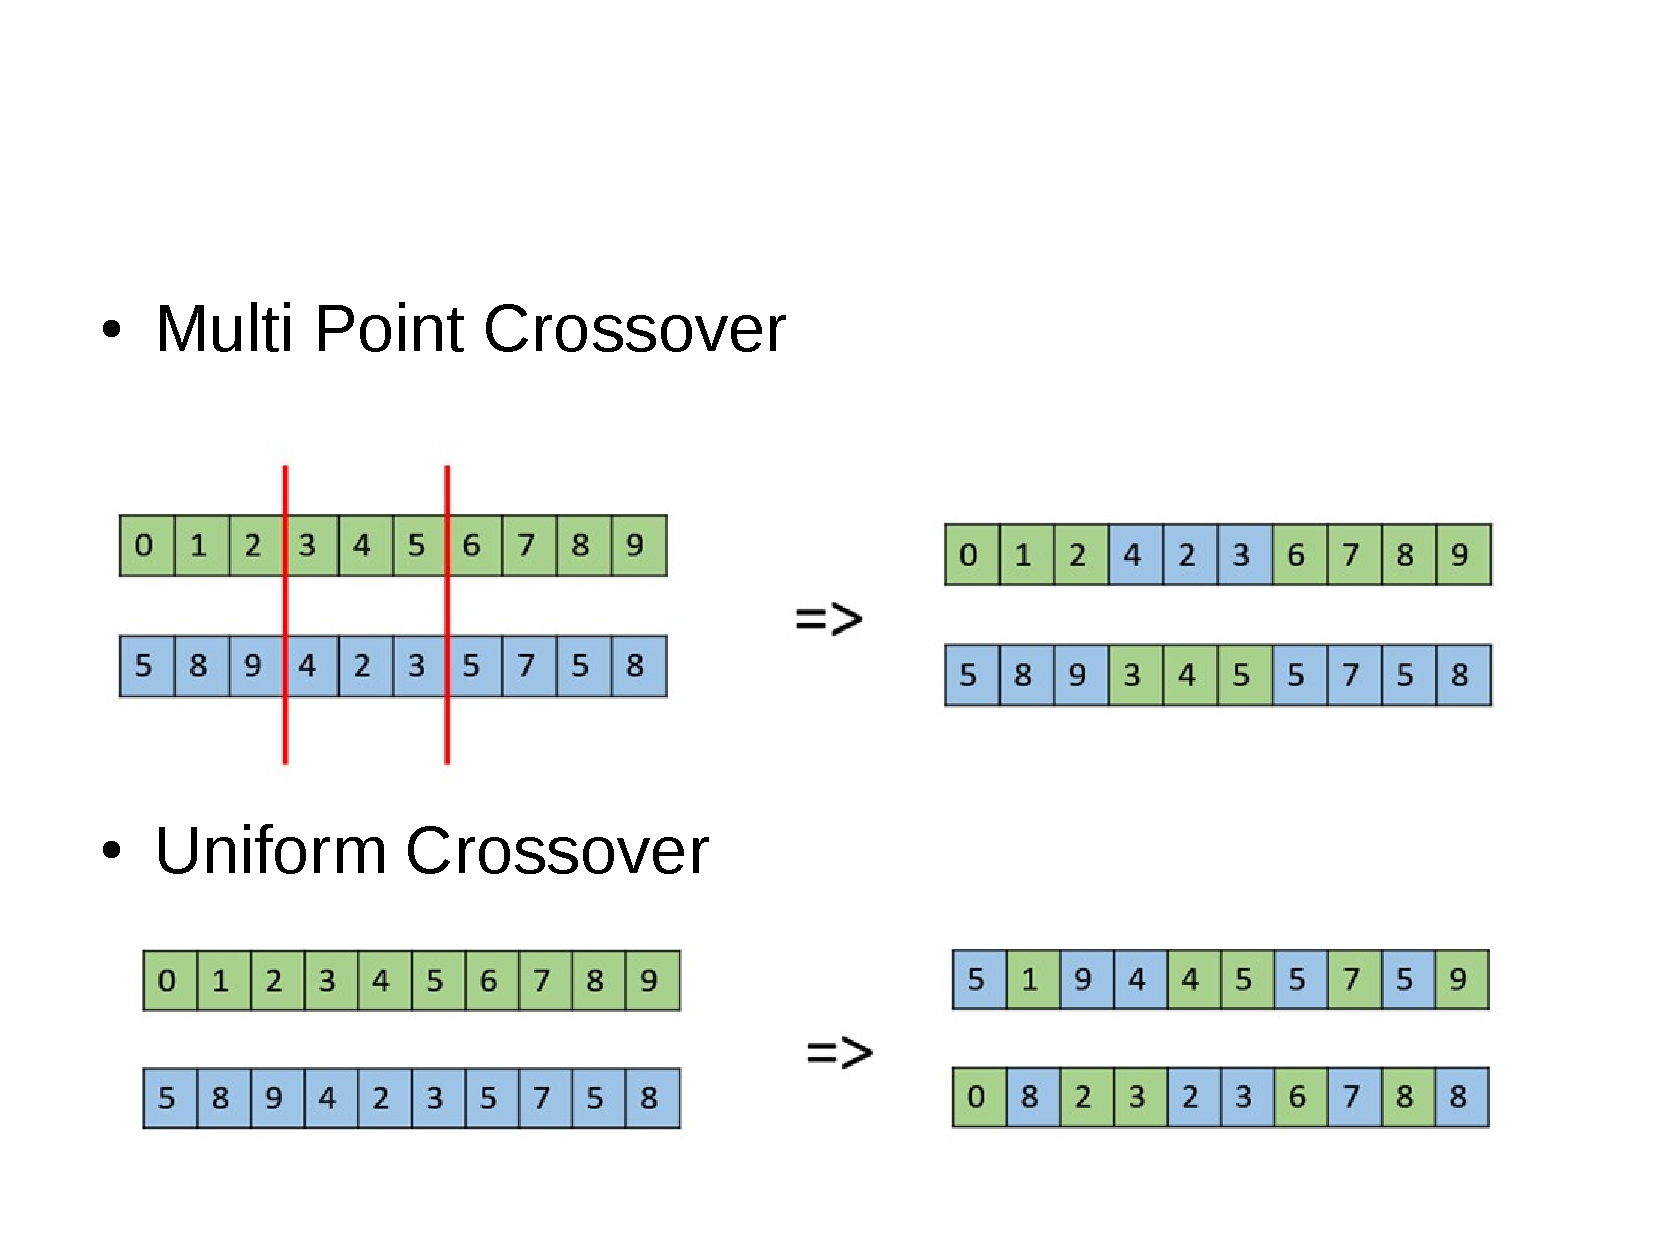 • Multi Point Crossover
0 1 2 3 4 5 6 7 8 9
5 8 9 4 2 3 5 7 5 8
=>
0 1 2 4 2 3 6 7 8 9
5 8 9 3 4 5 5 7 5 8
• Uniform Crossover
0 1 2 3 4 5 6 7 8 9
5 8 9 4 2 3 5 7 5 8
=>
5 1 9 4 4 5 5 7 5 9
0 8 2 3 2 3 6 7 8 8